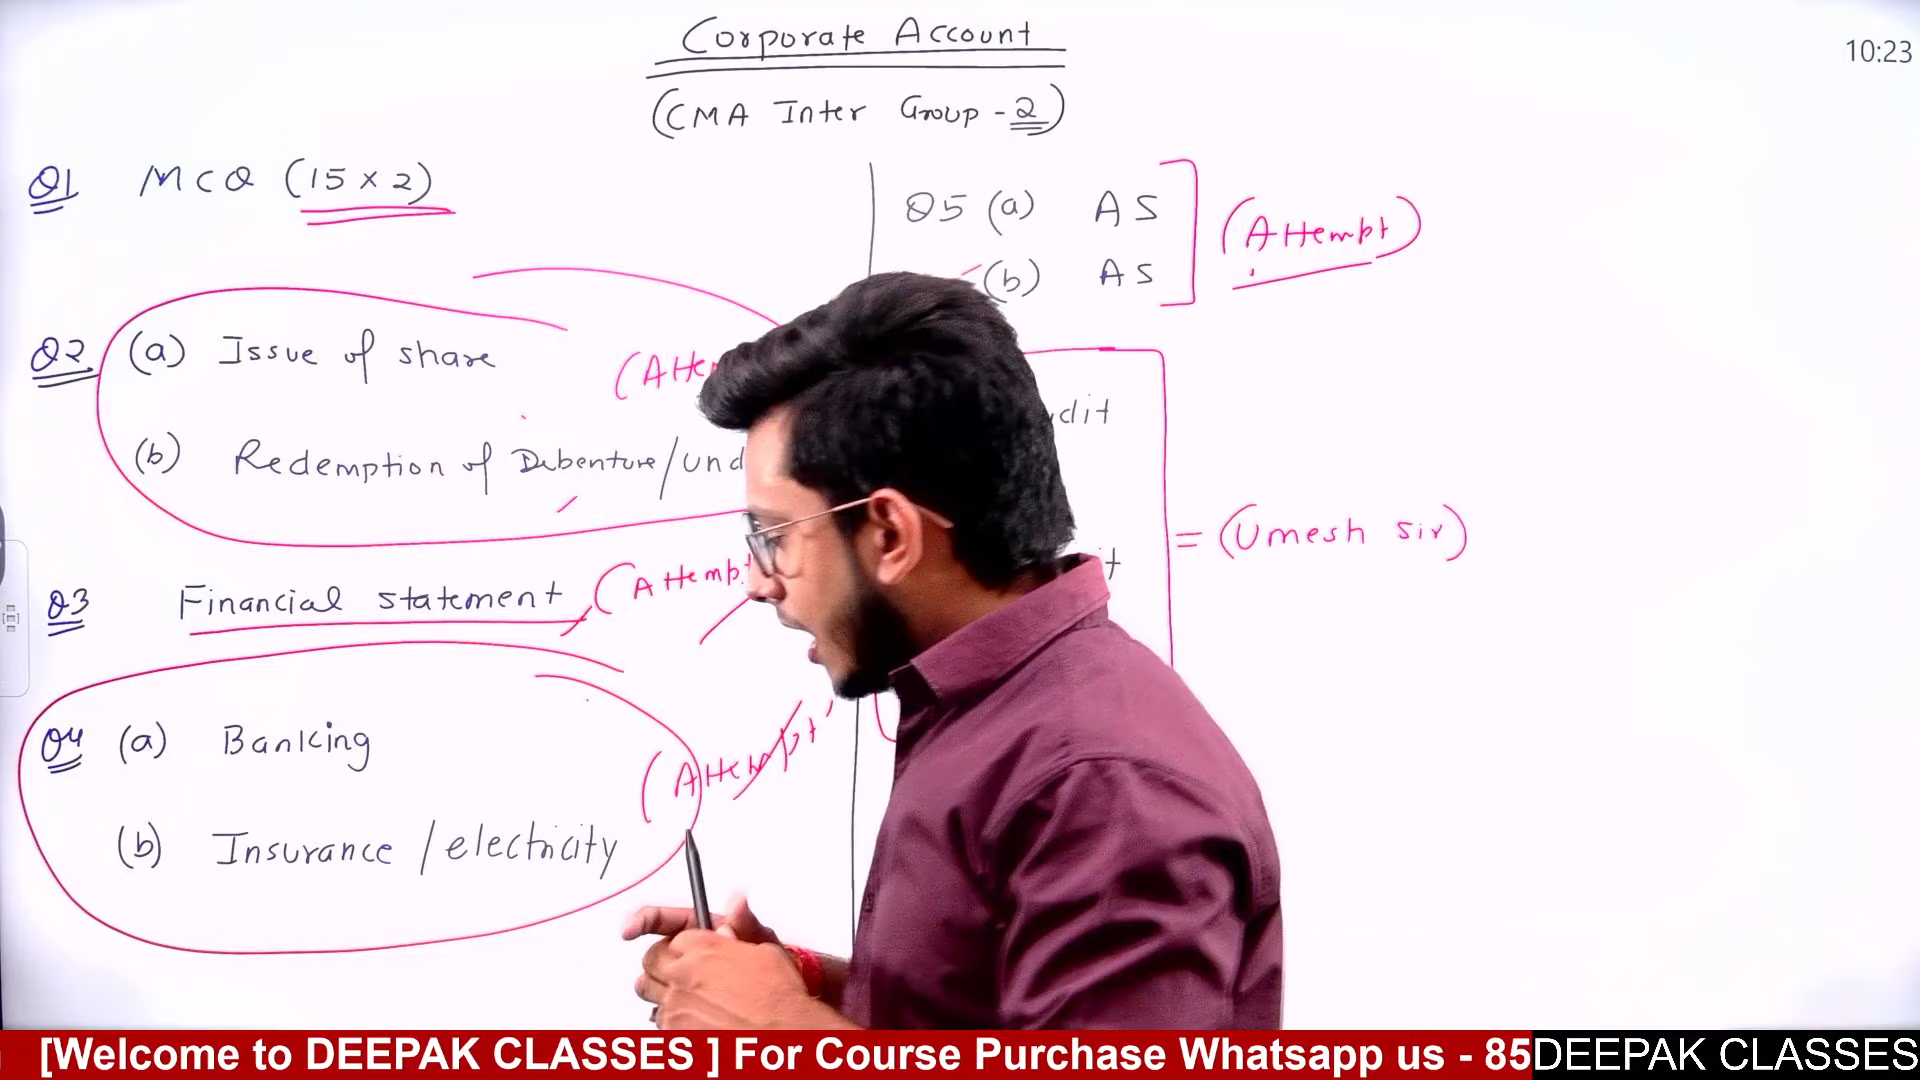 Corporate Account
(CMA Inter Group - 2)
10:23
Q1 MCQ (15 x 2)
Q2 (a) Issue of share
(b) Redemption of Debenture/und
Q3 Financial statement (Attempt
Q4 (a) Banking
(Attempt
(b) Insurance / electricity
Q5 (a) AS
(b) AS
(Attempt)
= (Umesh sir)
[Welcome to DEEPAK CLASSES ] For Course Purchase Whatsapp us - 85
DEEPAK CLASSES